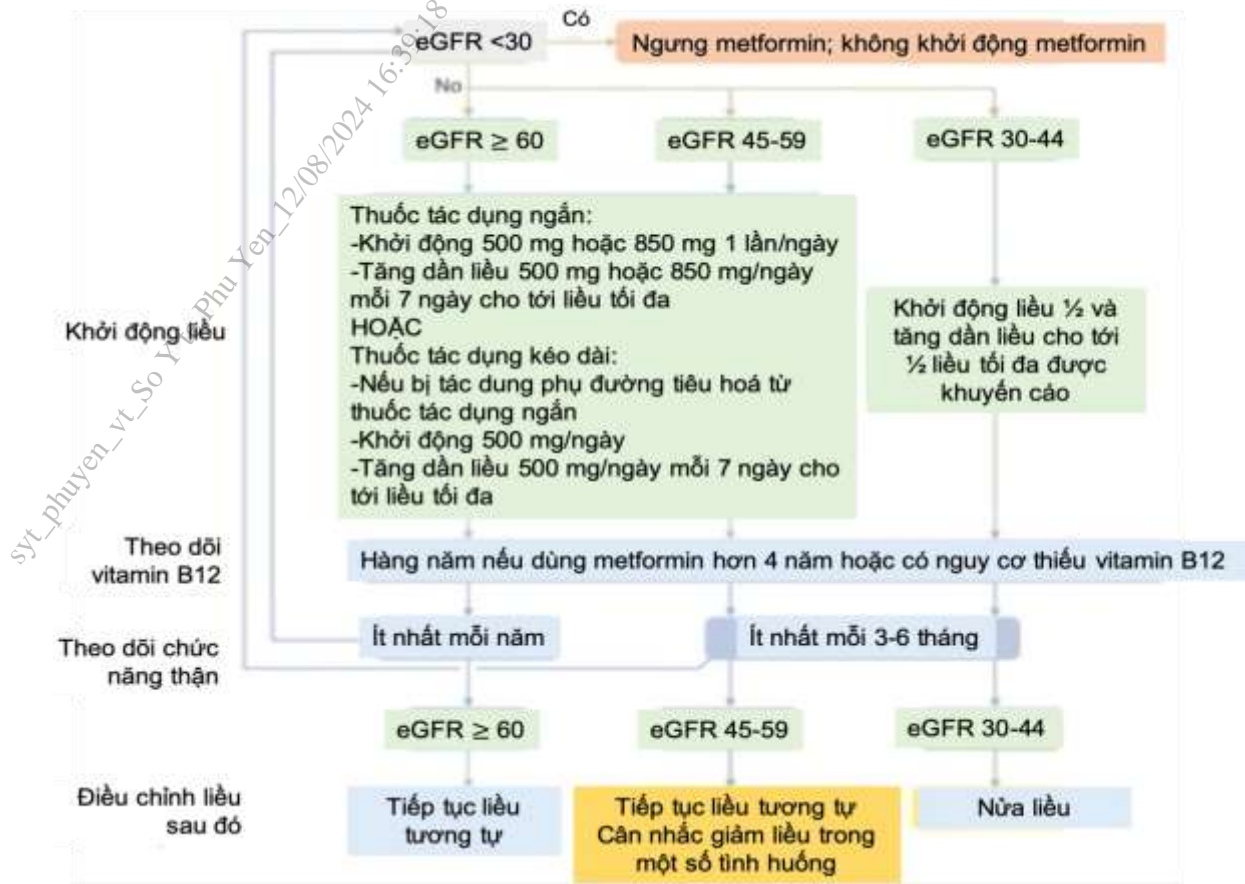 Có
eGFR <30
Ngưng metformin; không khởi động metformin
No
eGFR ≥ 60
eGFR 45-59
eGFR 30-44
Khởi động liều
Thuốc tác dụng ngắn:
-Khởi động 500 mg hoặc 850 mg 1 lần/ngày
-Tăng dần liều 500 mg hoặc 850 mg/ngày
mỗi 7 ngày cho tới liều tối đa
HOẶC
Thuốc tác dụng kéo dài:
-Nếu bị tác dung phụ đường tiêu hoá từ
thuốc tác dụng ngắn
-Khởi động 500 mg/ngày
-Tăng dần liều 500 mg/ngày mỗi 7 ngày cho
tới liều tối đa
Khởi động liều ½ và
tăng dần liều cho tới
½ liều tối đa được
khuyến cáo
Theo dõi
vitamin B12
Hàng năm nếu dùng metformin hơn 4 năm hoặc có nguy cơ thiếu vitamin B12
Theo dõi chức
năng thận
Ít nhất mỗi năm
Ít nhất mỗi 3-6 tháng
eGFR ≥ 60
eGFR 45-59
eGFR 30-44
Điều chỉnh liều
sau đó
Tiếp tục liều
tương tự
Tiếp tục liều tương tự
Cân nhắc giảm liều trong
một số tình huống
Nửa liều
syt_phuyen_vt_So Y te Phu Yen_12/08/2024 16:39:18